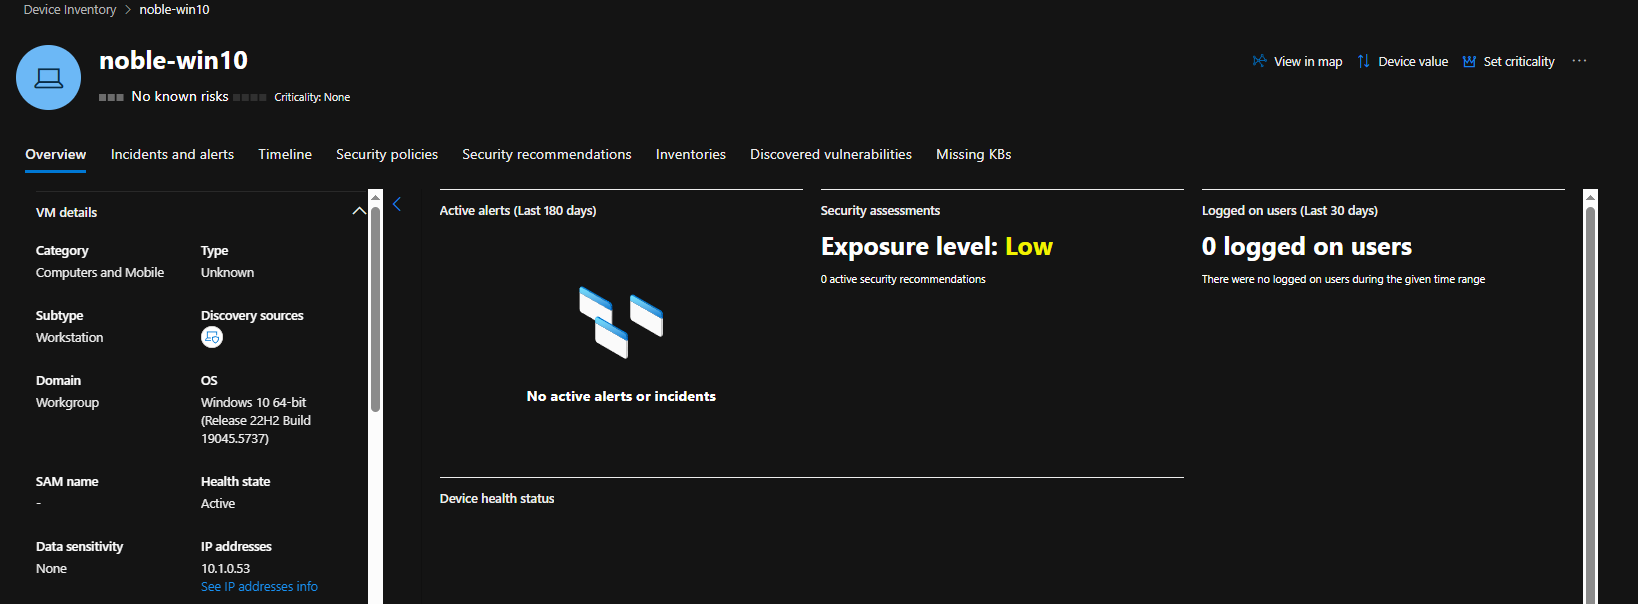 Device Inventory > noble-win10
noble-win10
No known risks
Criticality: None
View in map
Device value
Set criticality
...
Overview
Incidents and alerts
Timeline
Security policies
Security recommendations
Inventories
Discovered vulnerabilities
Missing KBs
VM details
Category
Computers and Mobile
Type
Unknown
Subtype
Workstation
Discovery sources
Domain
Workgroup
OS
Windows 10 64-bit
(Release 22H2 Build
19045.5737)
SAM name
-
Health state
Active
Data sensitivity
None
IP addresses
10.1.0.53
See IP addresses info
Active alerts (Last 180 days)
No active alerts or incidents
Security assessments
Exposure level: Low
0 active security recommendations
Logged on users (Last 30 days)
0 logged on users
There were no logged on users during the given time range
Device health status